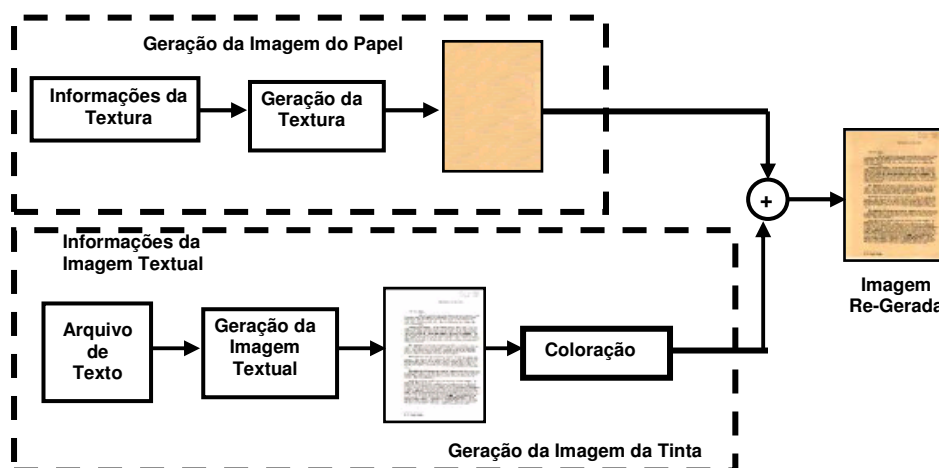 Geração da Imagem do Papel
Informações da
Textura
Geração da
Textura
+
Imagem
Re-Gerada
Informações da
Imagem Textual
Arquivo
de
Texto
Geração da
Imagem
Textual
Coloração
Geração da Imagem da Tinta